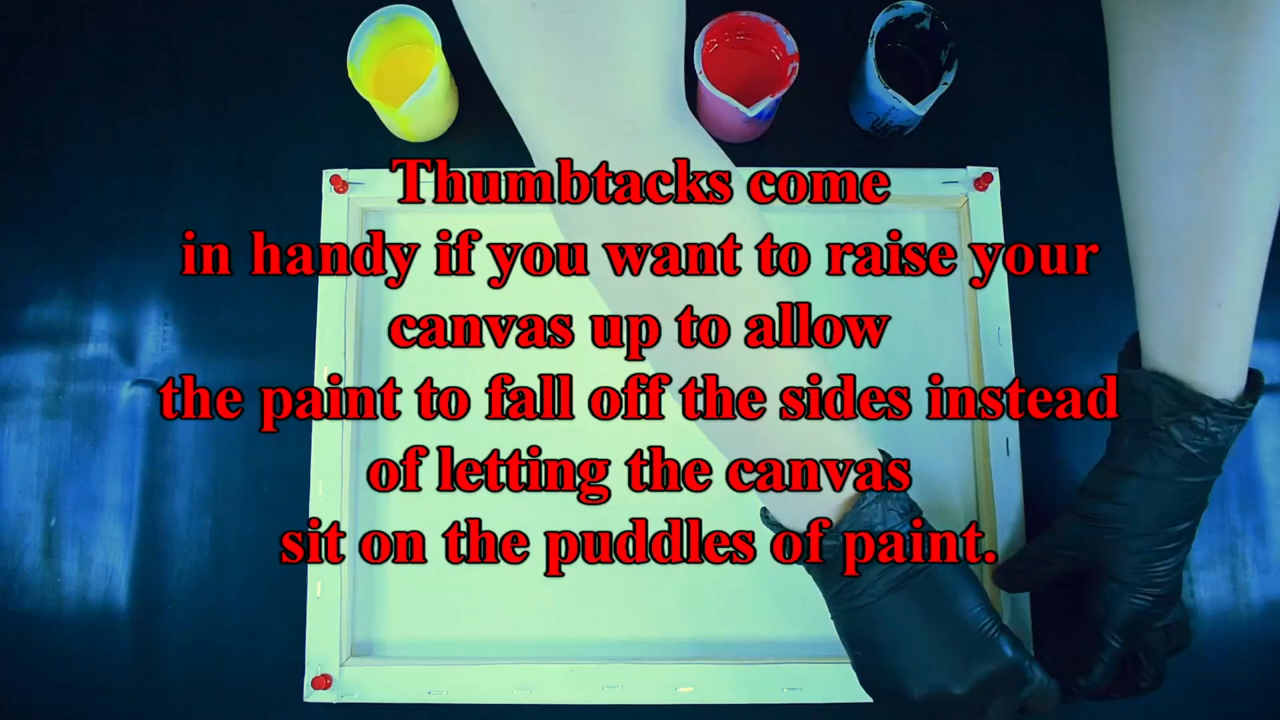 Thumbtacks come
in handy if you want to raise your
canvas up to allow
the paint to fall off the sides instead
of letting the canvas
sit on the puddles of paint.